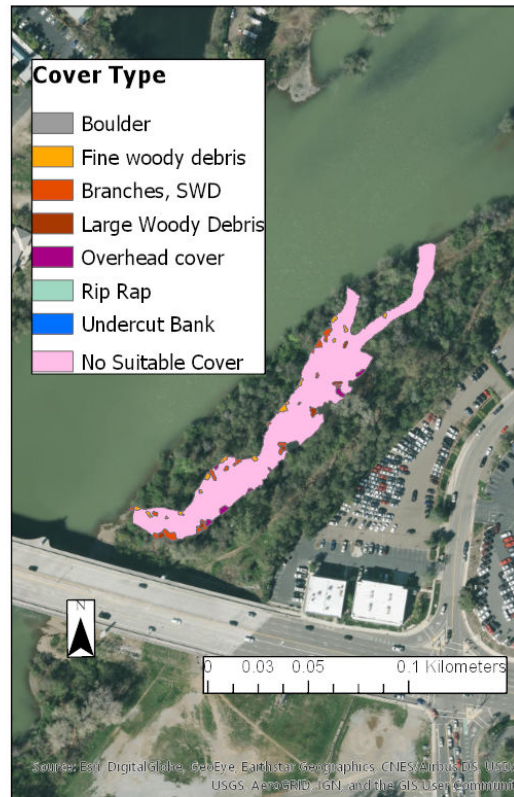 Cover Type
Boulder
Fine woody debris
Branches, SWD
Large Woody Debris
Overhead cover
Rip Rap
Undercut Bank
No Suitable Cover
N
0 0.03 0.05 0.1 Kilometers
Source: Esri, DigitalGlobe, GeoEye, Earthstar Geographics, CNES/Airbus DS, USDA,
USGS, AeroGRID, IGN, and the GIS User Community